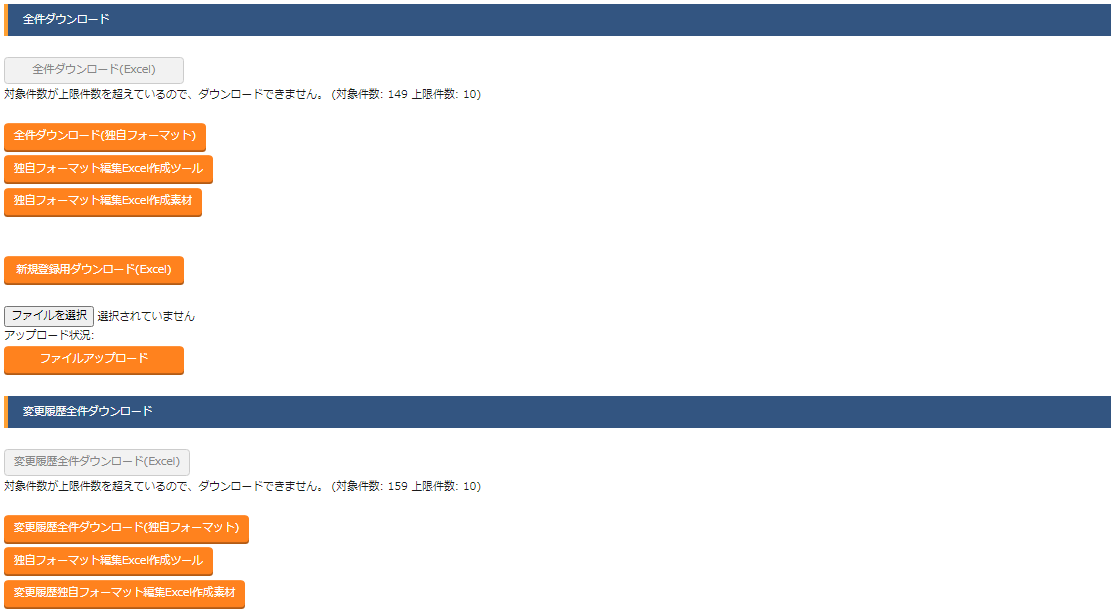 全件ダウンロード
全件ダウンロード(Excel)
対象件数が上限件数を超えているので、ダウンロードできません。 (対象件数: 149 上限件数: 10)
全件ダウンロード(独自フォーマット)
独自フォーマット編集Excel作成ツール
独自フォーマット編集Excel作成素材
新規登録用ダウンロード(Excel)
ファイルを選択 選択されていません
アップロード状況:
ファイルアップロード
変更履歴全件ダウンロード
変更履歴全件ダウンロード(Excel)
対象件数が上限件数を超えているので、ダウンロードできません。 (対象件数: 159 上限件数: 10)
変更履歴全件ダウンロード(独自フォーマット)
独自フォーマット編集Excel作成ツール
変更履歴独自フォーマット編集Excel作成素材